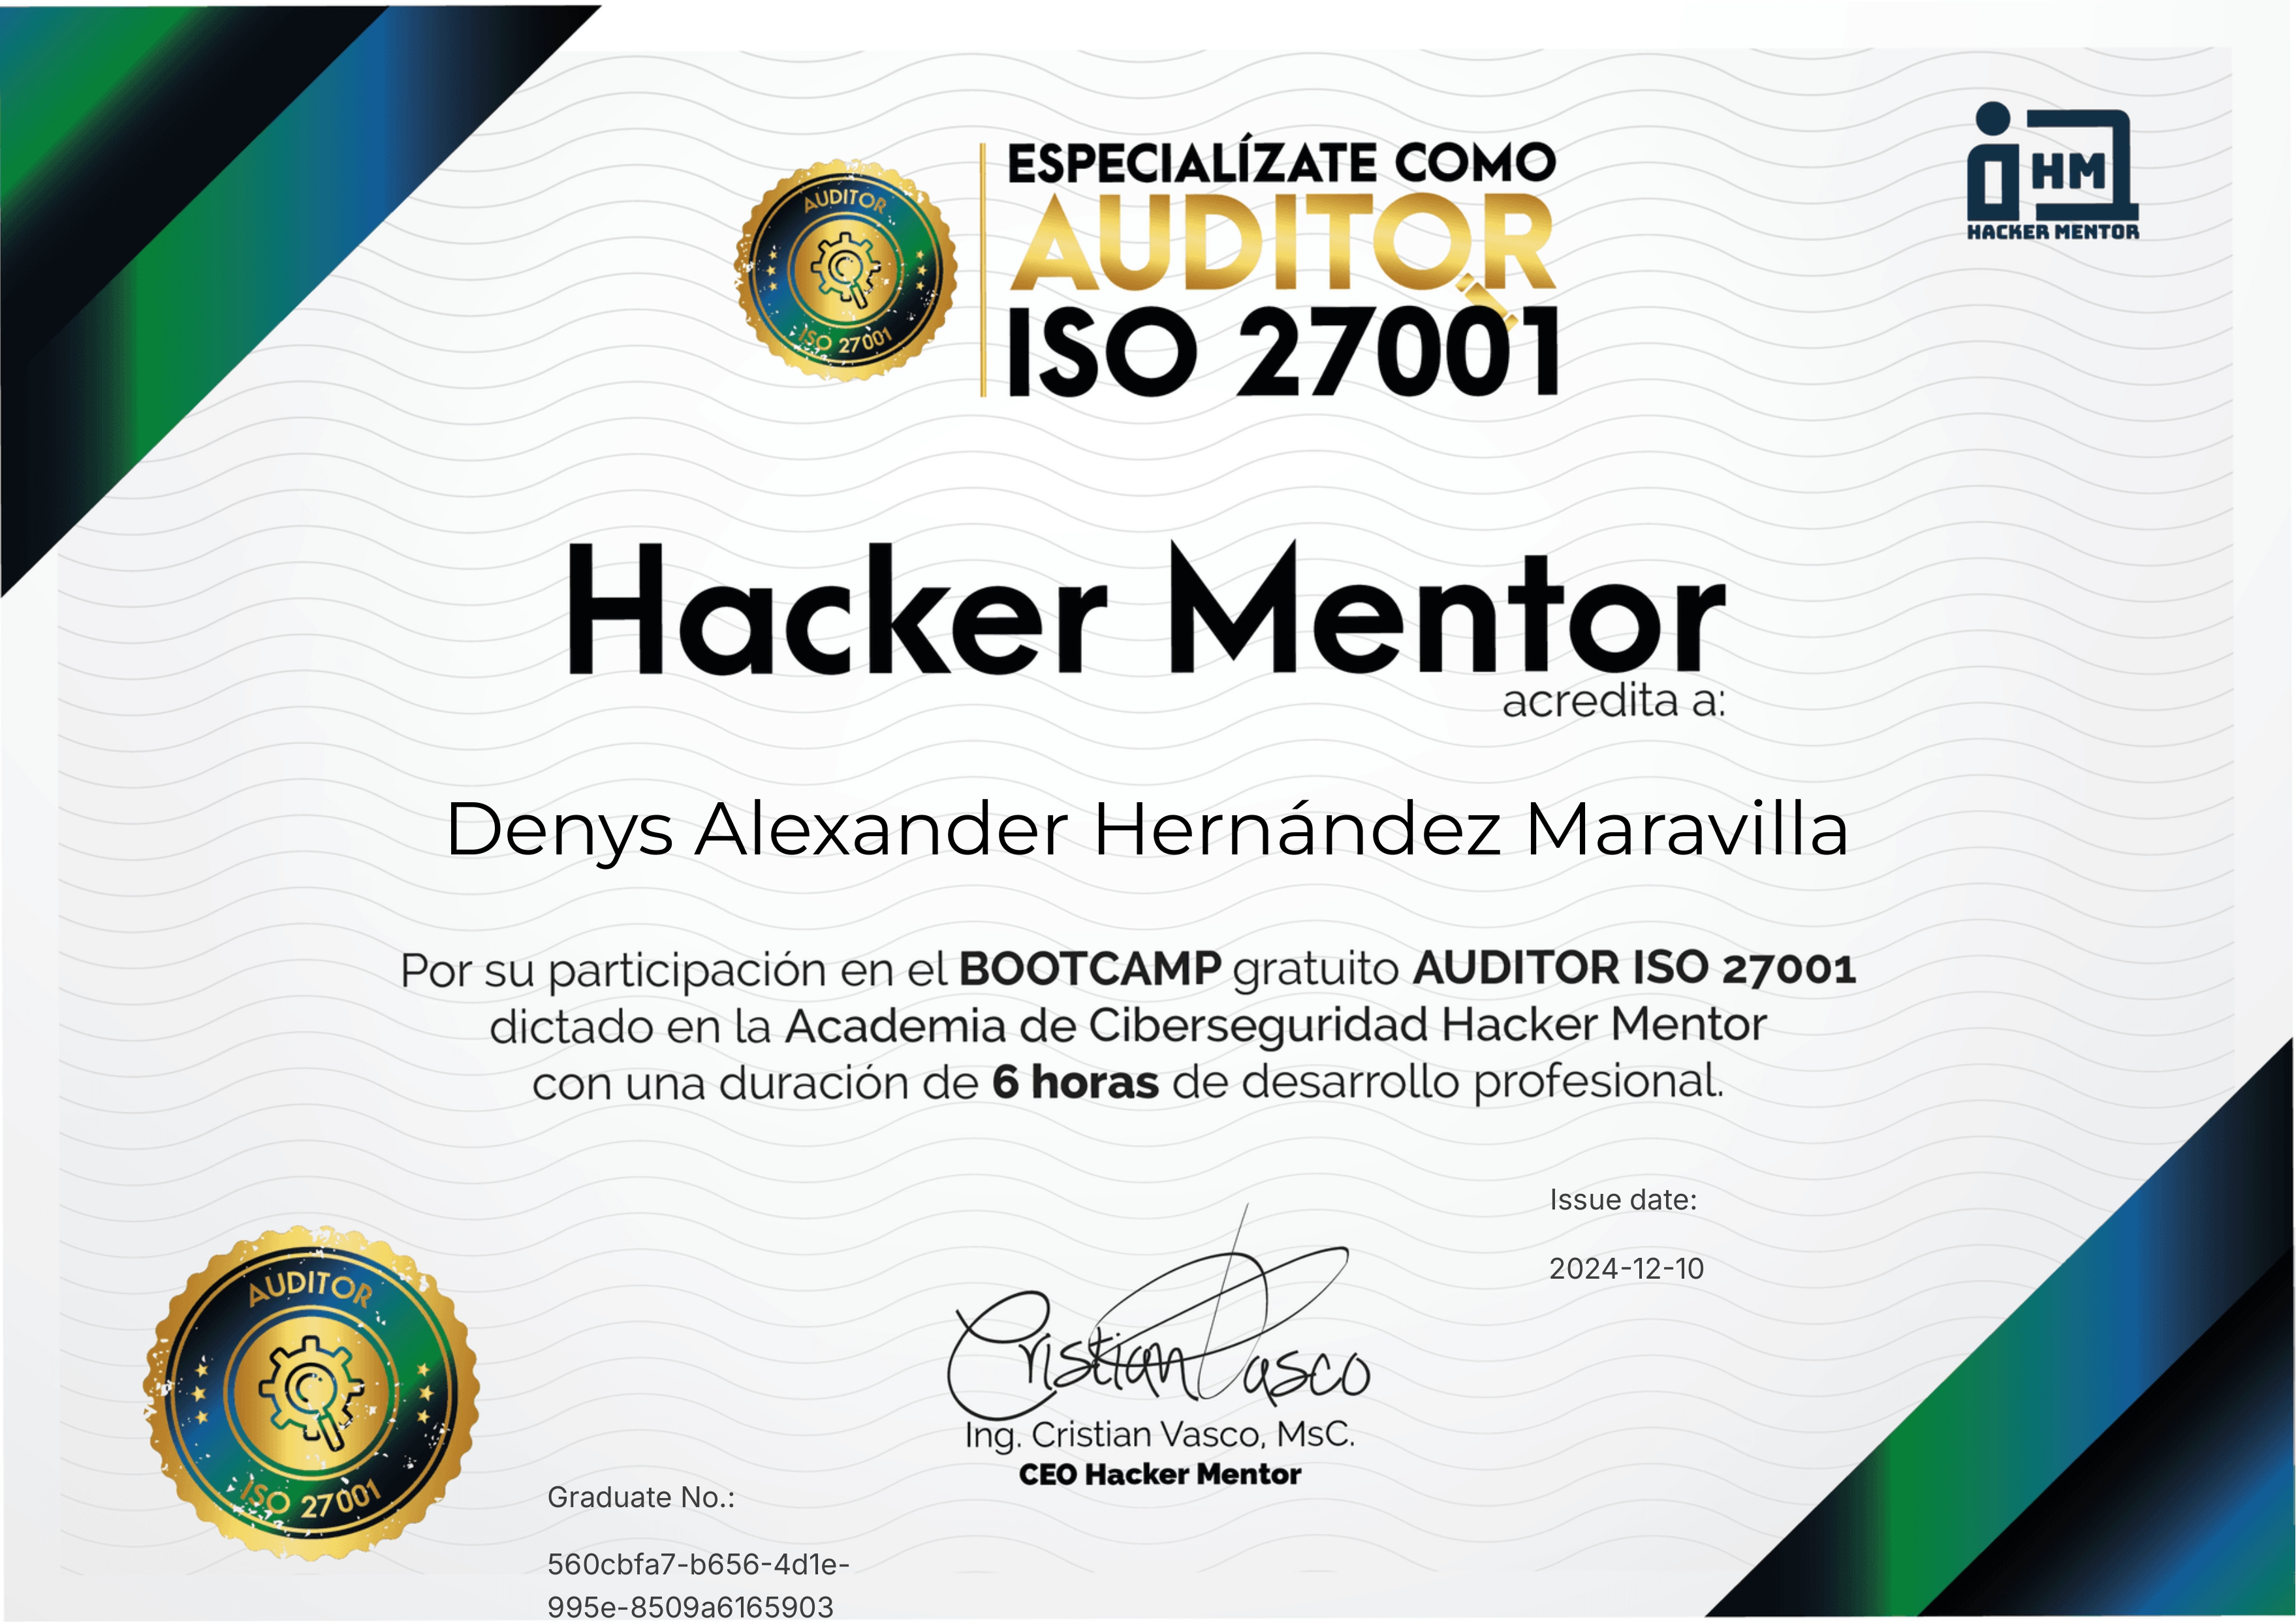 ESPECIALÍZATE COMO
AUDITOR
ISO 27001
AUDITOR
ISO 27001
HM
HACKER MENTOR
Hacker Mentor
acredita a:
Denys Alexander Hernández Maravilla
Por su participación en el BOOTCAMP gratuito AUDITOR ISO 27001
dictado en la Academia de Ciberseguridad Hacker Mentor
con una duración de 6 horas de desarrollo profesional.
Issue date:
2024-12-10
Cristian Vasco
Ing. Cristian Vasco, MsC.
CEO Hacker Mentor
AUDITOR
ISO 27001
Graduate No.:
560cbfa7-b656-4d1e-
995e-8509a6165903